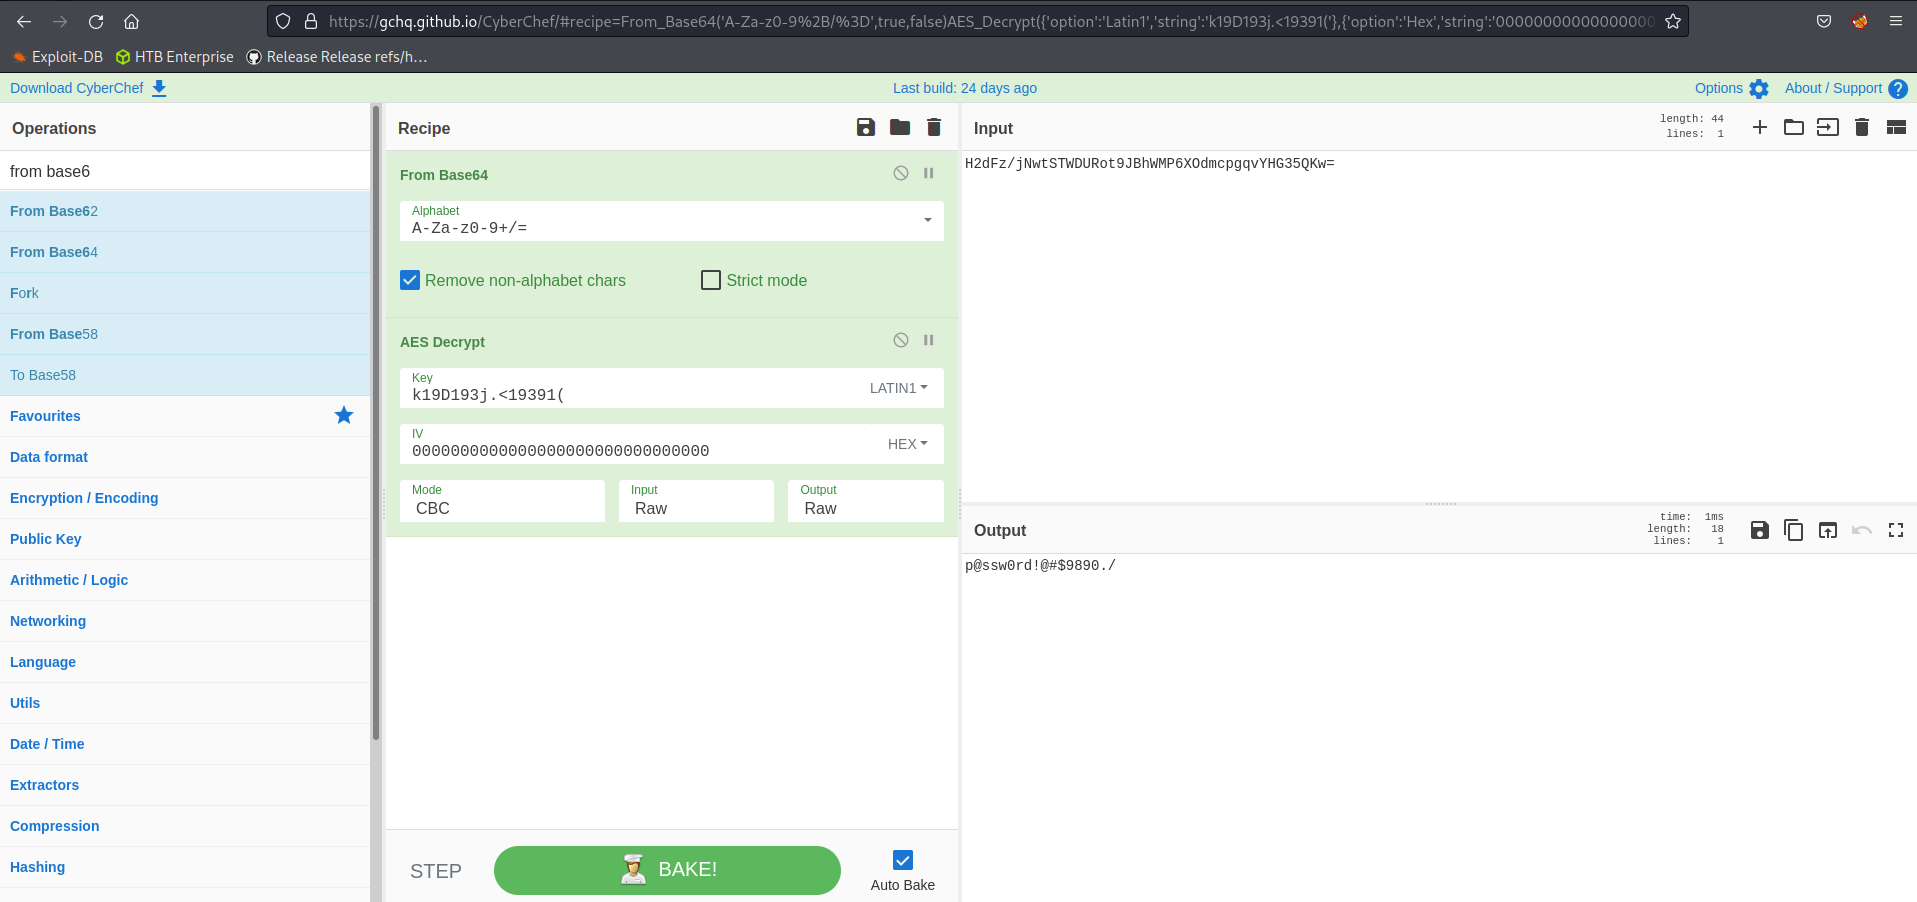 https://gchq.github.io/CyberChef/#recipe=From_Base64('A-Za-z0-9%2B/%3D',true,false)AES_Decrypt({'option':'Latin1','string':'k19D193j.<19391('},{'option':'Hex','string':'00000000000000000
Exploit-DB HTB Enterprise Release Release refs/h…
Download CyberChef Last build: 24 days ago Options About / Support
Operations
from base6
From Base62
From Base64
Fork
From Base58
To Base58
Favourites
Data format
Encryption / Encoding
Public Key
Arithmetic / Logic
Networking
Language
Utils
Date / Time
Extractors
Compression
Hashing
Recipe
From Base64
Alphabet
A-Za-z0-9+/=
Remove non-alphabet chars Strict mode
AES Decrypt
Key
k19D193j.<19391( LATIN1
IV
00000000000000000000000000000000 HEX
Mode Input Output
CBC Raw Raw
STEP BAKE! Auto Bake
Input
length: 44
lines: 1
H2dFz/jNwtSTWDURot9JBhWMP6XOdmcpgqvYHG35QKw=
Output
time: 1ms
length: 18
lines: 1
p@ssw0rd!@#$9890./